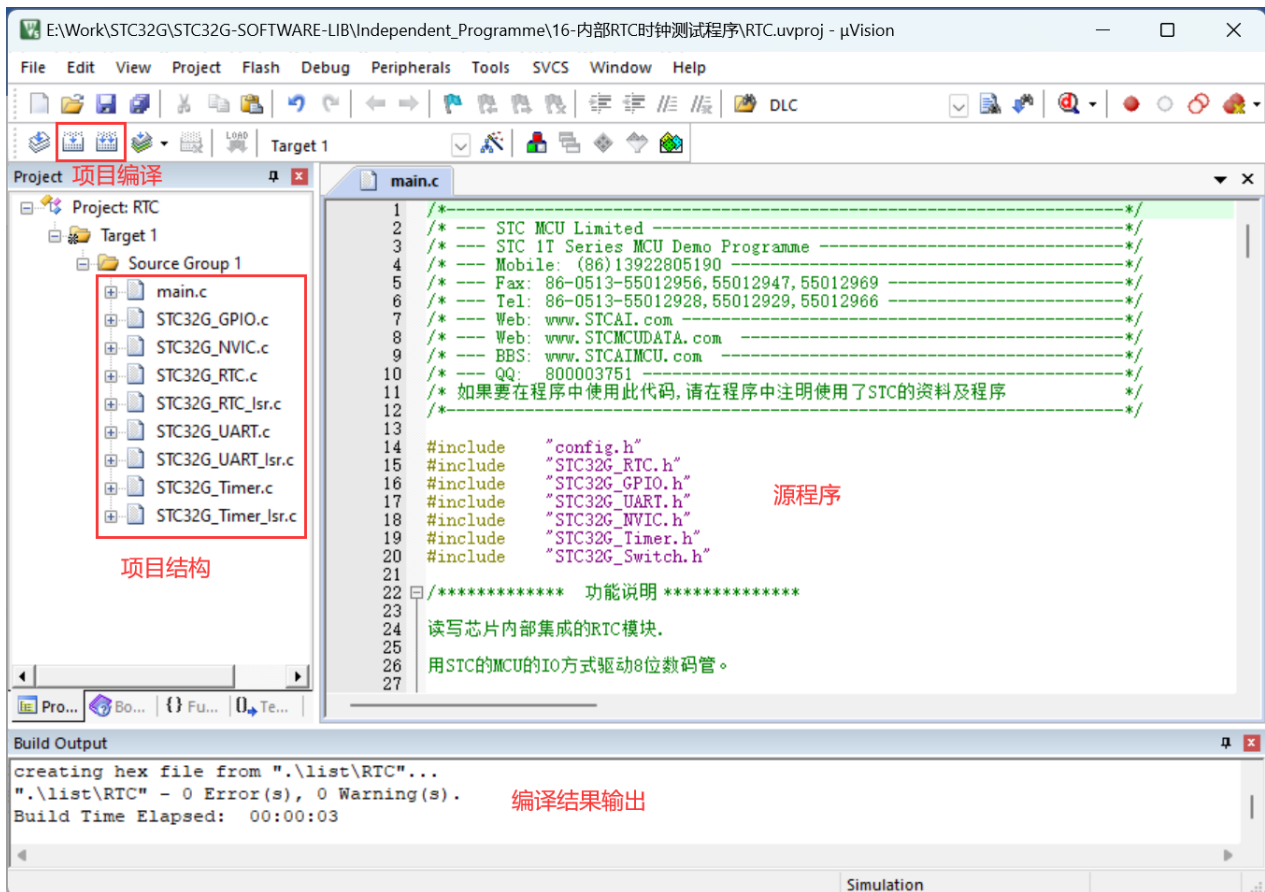 E:\Work\STC32G\STC32G-SOFTWARE-LIB\Independent_Programme\16-内部RTC时钟测试程序\RTC.uvproj - µVision
File Edit View Project Flash Debug Peripherals Tools SVCS Window Help
DLC
LOAD
Target 1
Project 项目编译
main.c
Project: RTC
Target 1
Source Group 1
main.c
STC32G_GPIO.c
STC32G_NVIC.c
STC32G_RTC.c
STC32G_RTC_Isr.c
STC32G_UART.c
STC32G_UART_Isr.c
STC32G_Timer.c
STC32G_Timer_Isr.c
项目结构
Pro... Bo... {} Fu... 0 Te...
1 /*---------------------------------------------------------------------*/
2 /* --- STC MCU Limited ------------------------------------------------*/
3 /* --- STC 1T Series MCU Demo Programme -------------------------------*/
4 /* --- Mobile: (86)13922805190 ----------------------------------------*/
5 /* --- Fax: 86-0513-55012956,55012947,55012969 ------------------------*/
6 /* --- Tel: 86-0513-55012928,55012929,55012966 ------------------------*/
7 /* --- Web: www.STCAI.com ---------------------------------------------*/
8 /* --- Web: www.STCMCUDATA.com  ---------------------------------------*/
9 /* --- BBS: www.STCAIMCU.com  -----------------------------------------*/
10 /* --- QQ:  800003751 -------------------------------------------------*/
11 /* 如果要在程序中使用此代码,请在程序中注明使用了STC的资料及程序            */
12 /*---------------------------------------------------------------------*/
13
14 #include "config.h"
15 #include "STC32G_RTC.h"
16 #include "STC32G_GPIO.h"
17 #include "STC32G_UART.h"
18 #include "STC32G_NVIC.h"
19 #include "STC32G_Timer.h"
20 #include "STC32G_Switch.h"
源程序
21
22 /************* 功能说明 **************
23
24 读写芯片内部集成的RTC模块.
25
26 用STC的MCU的IO方式驱动8位数码管。
27
Build Output
creating hex file from ".\list\RTC"...
".\list\RTC" - 0 Error(s), 0 Warning(s).
Build Time Elapsed: 00:00:03
编译结果输出
Simulation